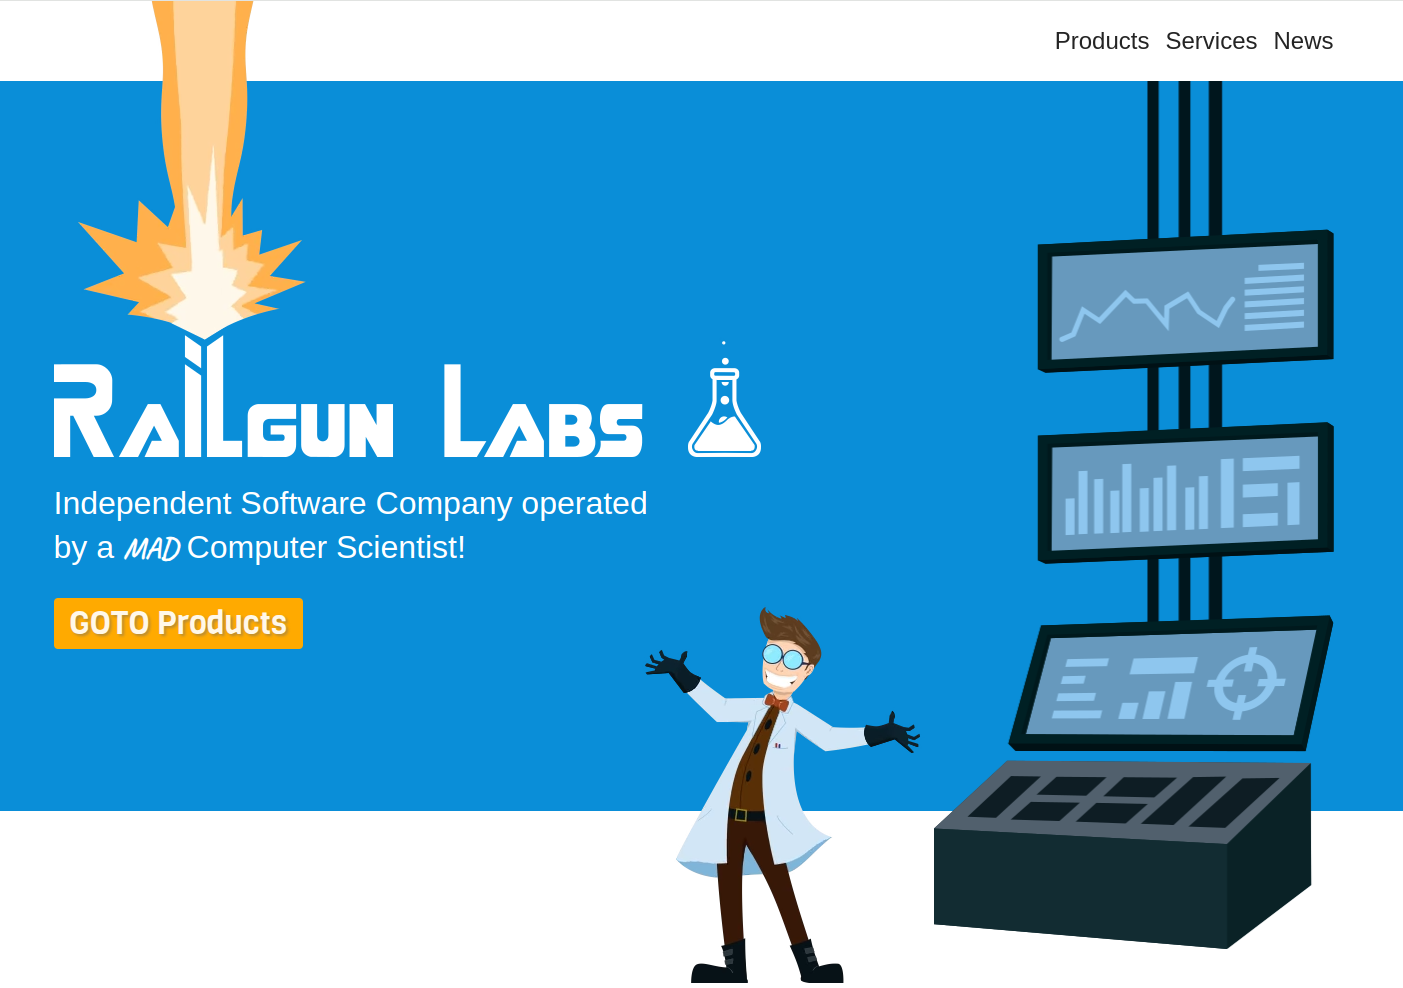 Products Services News
RaiLgun Labs
Independent Software Company operated
by a MAD Computer Scientist!
GOTO Products